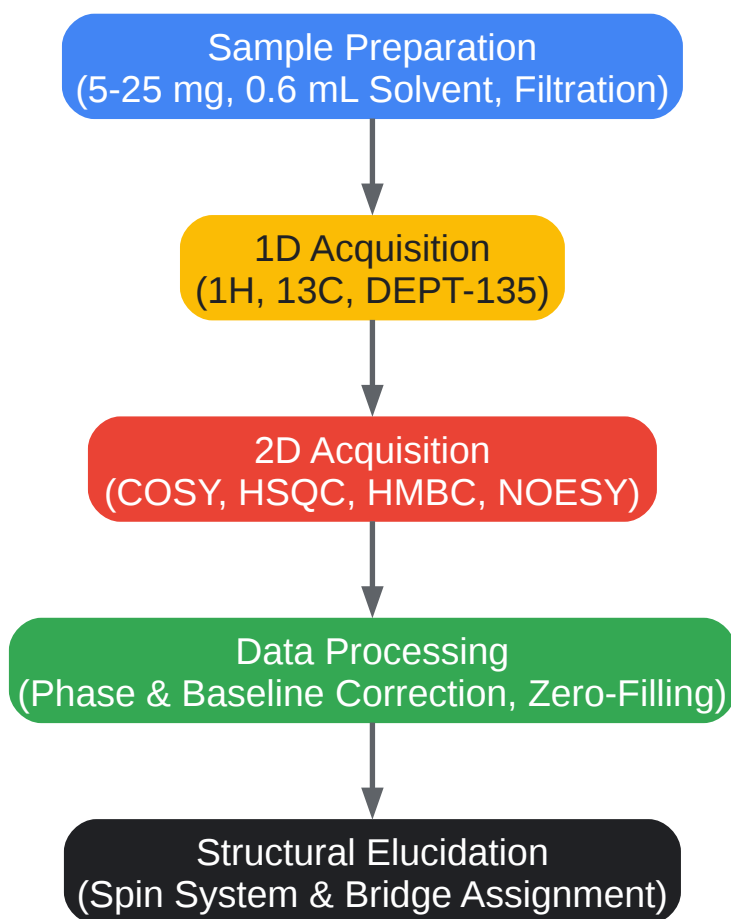 Sample Preparation
(5-25 mg, 0.6 mL Solvent, Filtration)
1D Acquisition
(1H, 13C, DEPT-135)
2D Acquisition
(COSY, HSQC, HMBC, NOESY)
Data Processing
(Phase & Baseline Correction, Zero-Filling)
Structural Elucidation
(Spin System & Bridge Assignment)